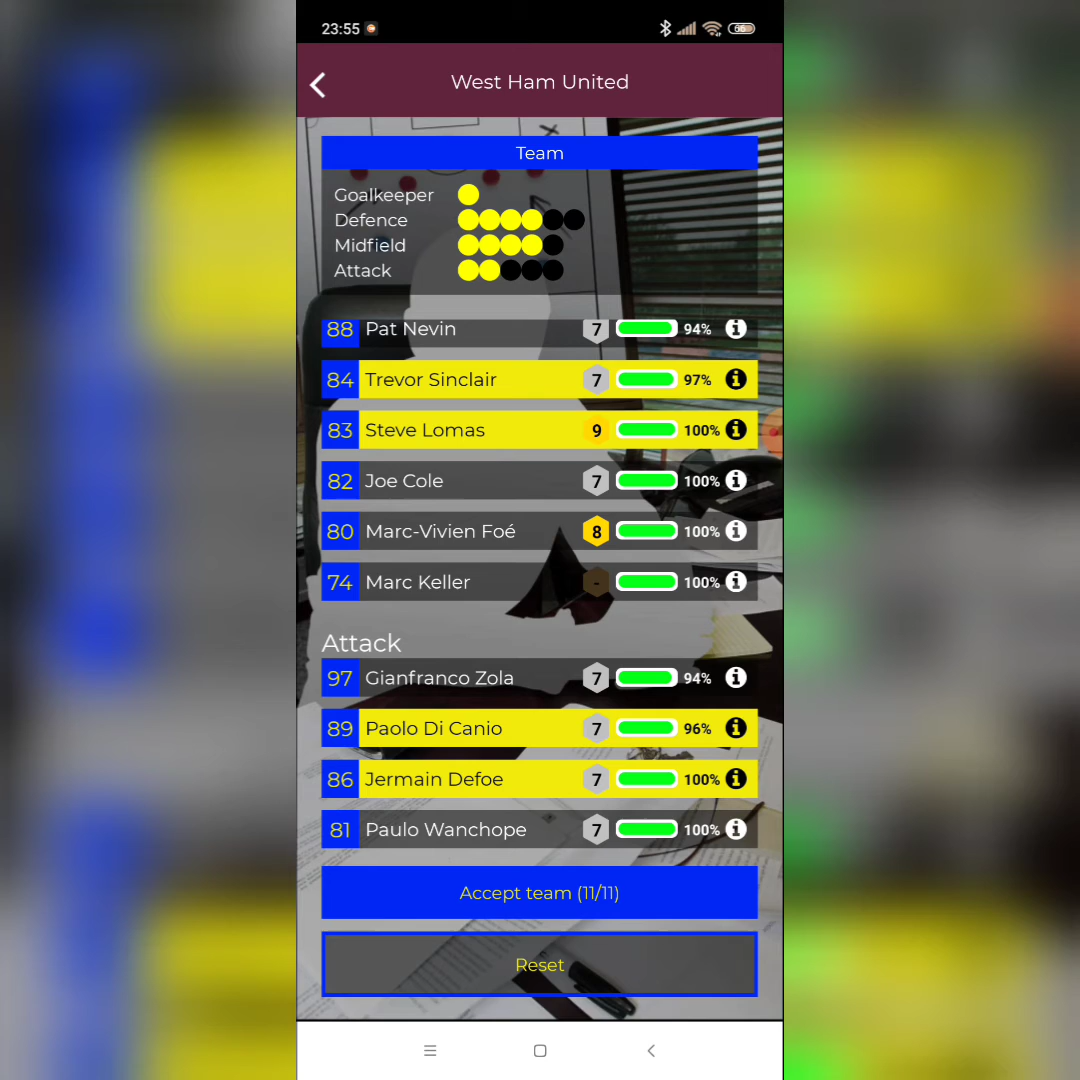 23:55 66
West Ham United
Team
Goalkeeper
Defence
Midfield
Attack
88 Pat Nevin 7 94% i
84 Trevor Sinclair 7 97% i
83 Steve Lomas 9 100% i
82 Joe Cole 7 100% i
80 Marc-Vivien Foé 8 100% i
74 Marc Keller - 100% i
Attack
97 Gianfranco Zola 7 94% i
89 Paolo Di Canio 7 96% i
86 Jermain Defoe 7 100% i
81 Paulo Wanchope 7 100% i
Accept team (11/11)
Reset